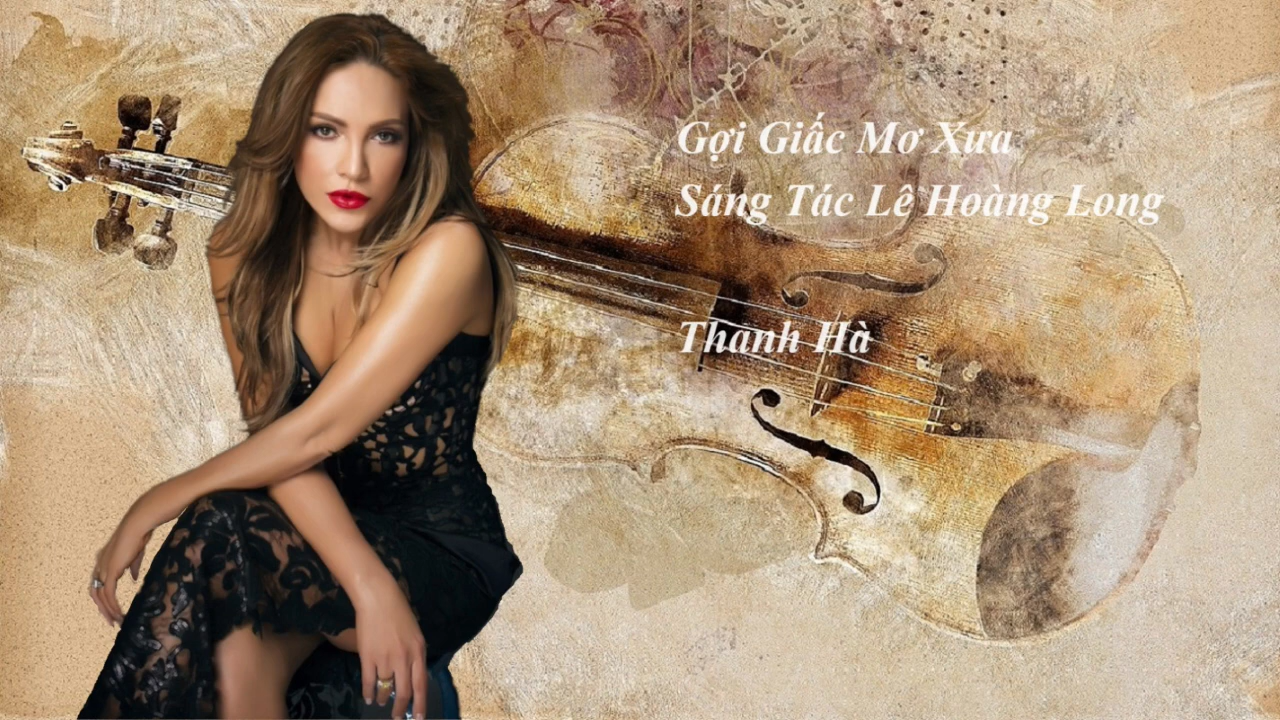 Gợi Giấc Mơ Xưa
Sáng Tác Lê Hoàng Long
Thanh Hà